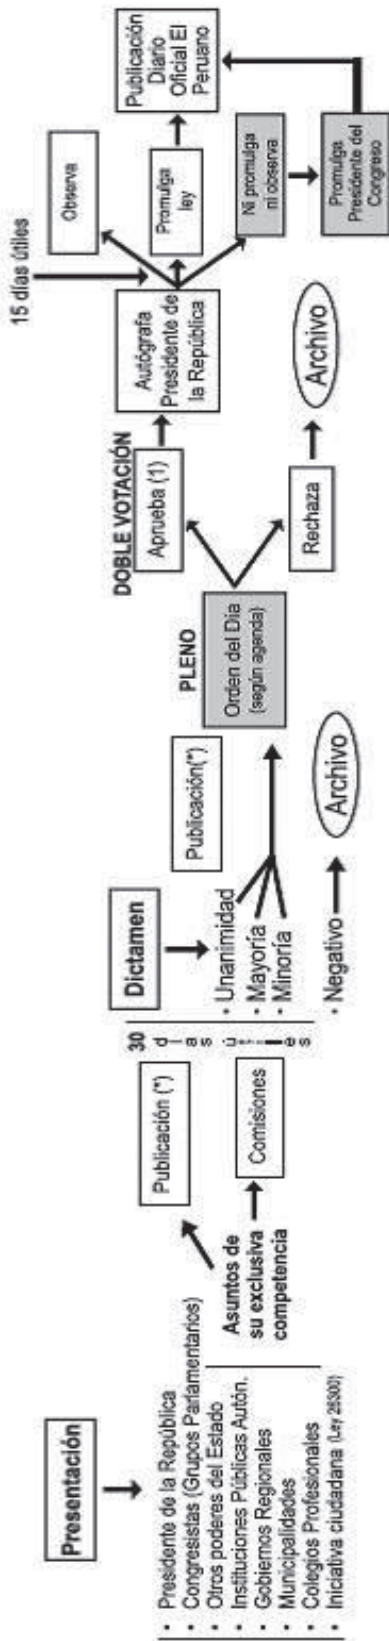 Presentación
• Presidente de la República
• Congresistas (Grupos Parlamentarios)
• Otros poderes del Estado
• Instituciones Públicas Autón.
• Gobiernos Regionales
• Municipalidades
• Colegios Profesionales
• Iniciativa ciudadana (Ley 26300)
Asuntos de
su exclusiva
competencia
Publicación (*)
Comisiones
30
días
útiles
Dictamen
• Unanimidad
• Mayoría
• Minoría
• Negativo
Archivo
Publicación(*)
PLENO
Orden del Dia
(según agenda)
DOBLE VOTACIÓN
Aprueba (1)
Rechaza
Archivo
15 días útiles
Autógrafa
Presidente de
la República
Observa
Promulga
ley
Ni promulga
ni observa
Publicación
Diario
Oficial El
Peruano
Promulga
Presidente del
Congreso